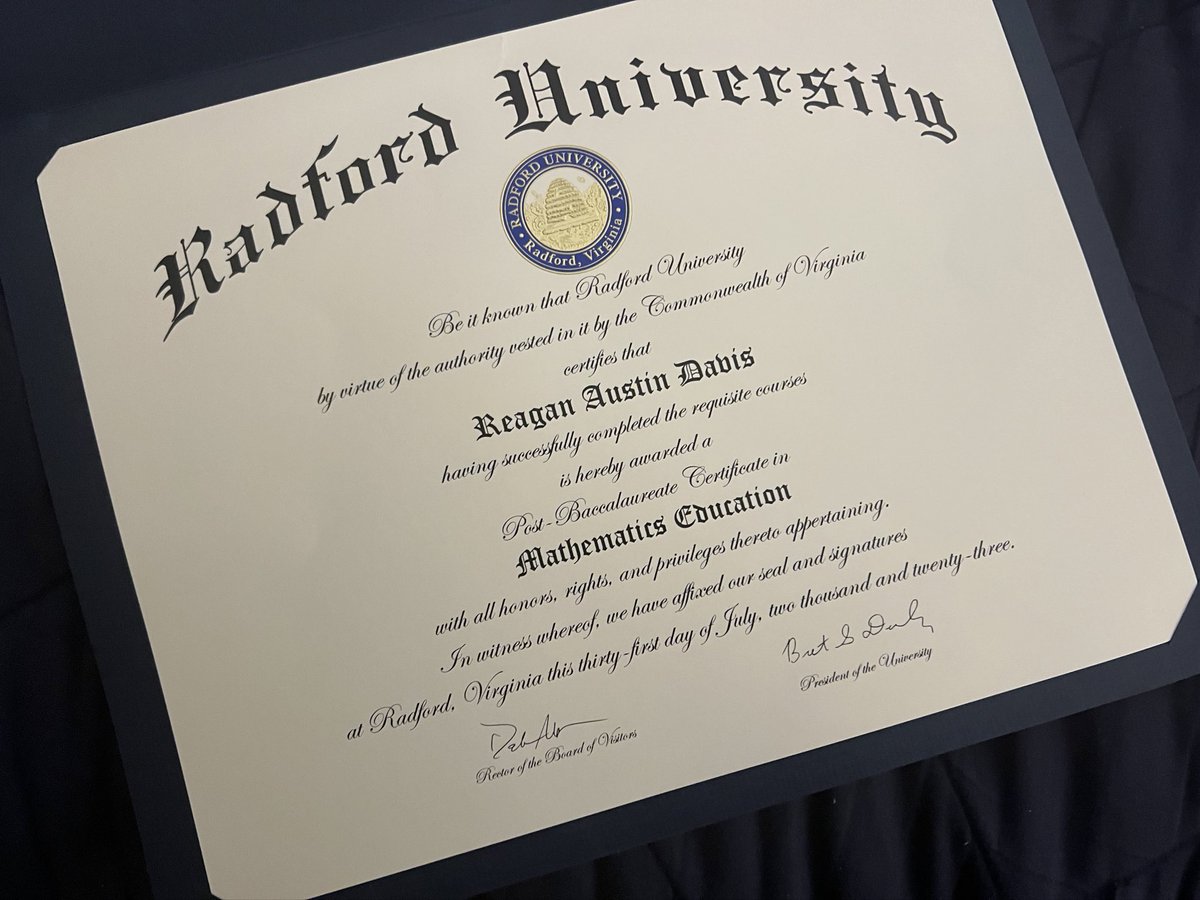 Radford University
RADFORD UNIVERSITY
Radford, Virginia
Be it known that Radford University
by virtue of the authority vested in it by the Commonwealth of Virginia
certifies that
Reagan Austin Davis
having successfully completed the requisite courses
is hereby awarded a
Post-Baccalaureate Certificate in
Mathematics Education
with all honors, rights, and privileges thereto appertaining.
In witness whereof, we have affixed our seal and signatures
at Radford, Virginia this thirty-first day of July, two thousand and twenty-three.
Bret S
President of the University
Rector of the Board of Visitors